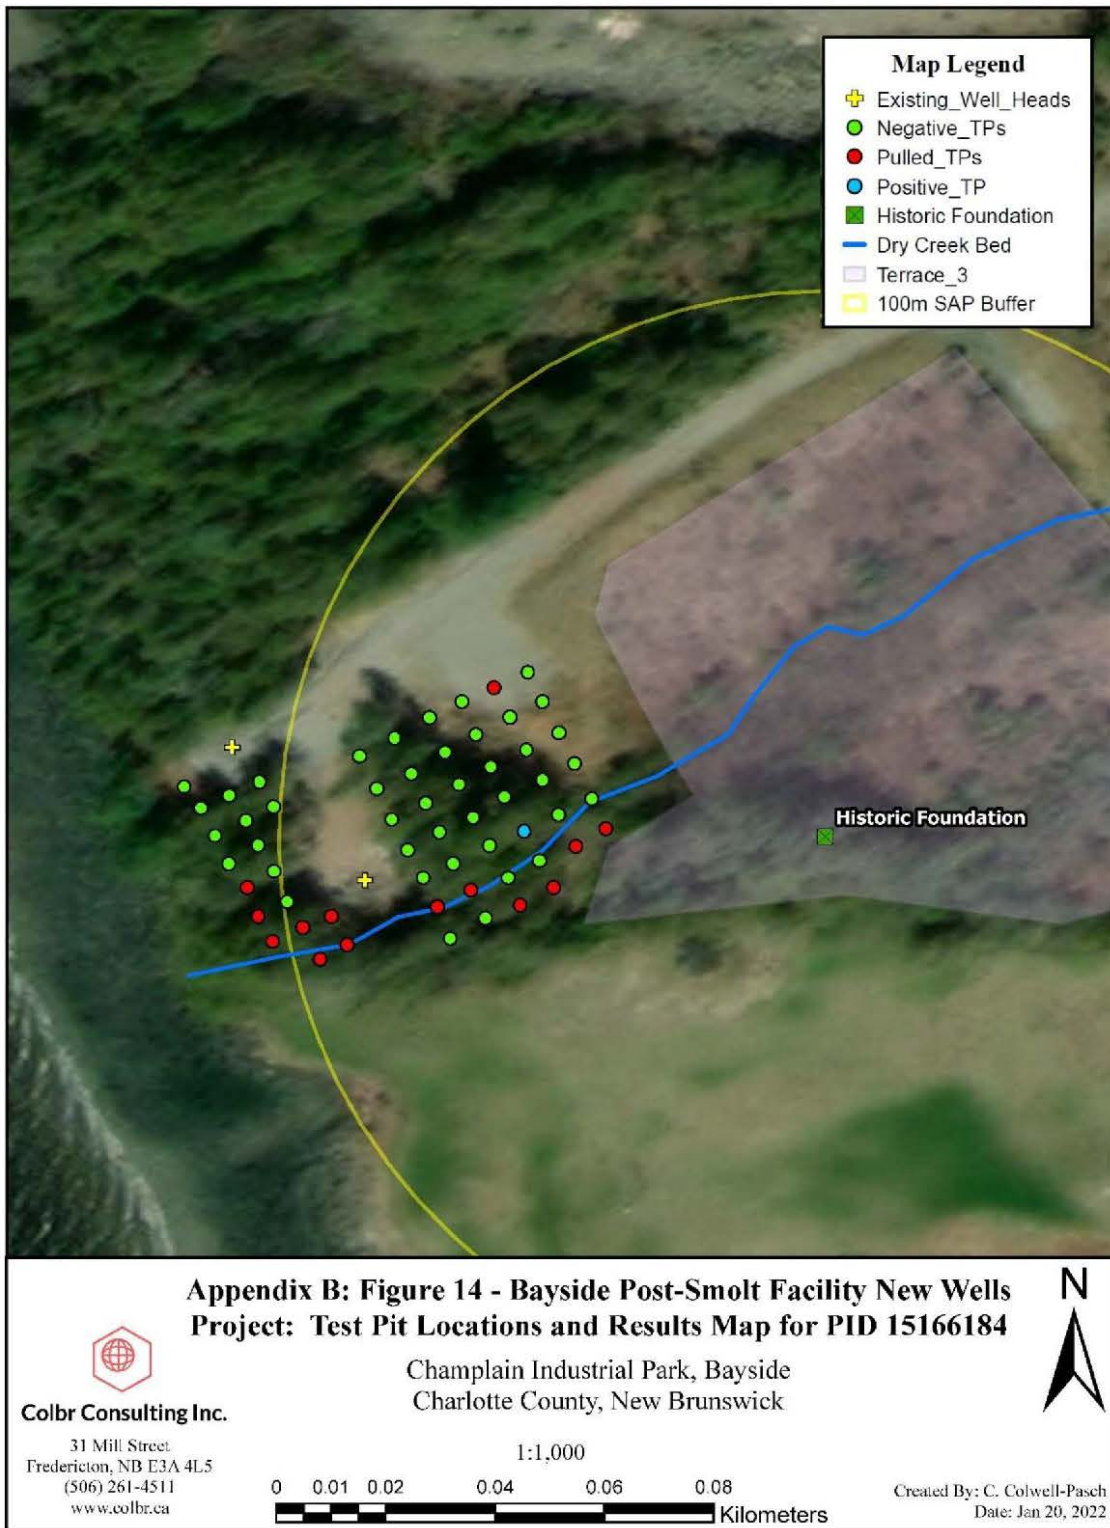 Map Legend
Existing_Well_Heads
Negative_TPs
Pulled_TPs
Positive_TP
Historic Foundation
Dry Creek Bed
Terrace_3
100m SAP Buffer
Historic Foundation
Appendix B: Figure 14 - Bayside Post-Smolt Facility New Wells
Project: Test Pit Locations and Results Map for PID 15166184
Champlain Industrial Park, Bayside
Charlotte County, New Brunswick
1:1,000
N
Colbr Consulting Inc.
31 Mill Street
Fredericton, NB E3A 4L5
(506) 261-4511
www.colbr.ca
0 0.01 0.02 0.04 0.06 0.08
Kilometers
Created By: C. Colwell-Pasch
Date: Jan 20, 2022